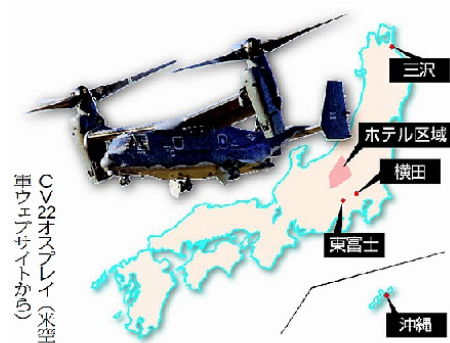 三沢
ホテル区域
横田
東富士
沖縄
CV22オスプレイ(米空
軍ウェブサイトから)